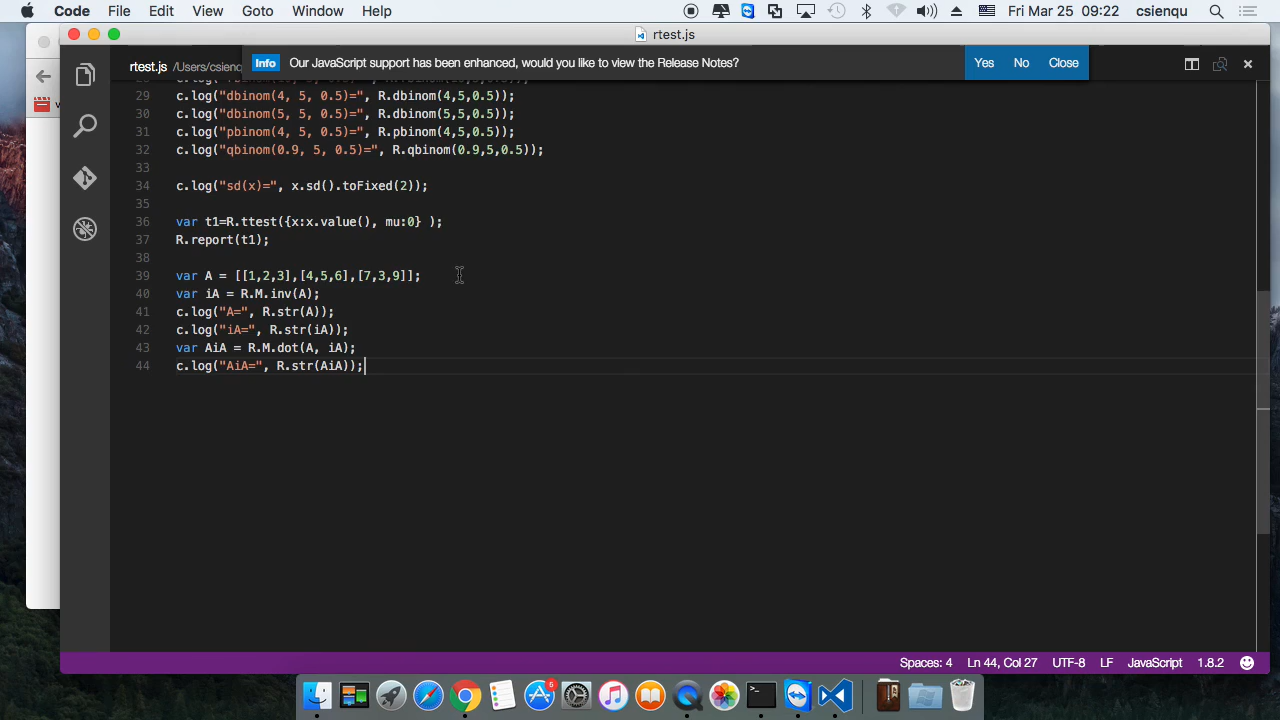 Code File Edit View Goto Window Help Fri Mar 25 09:22 csienqu
rtest.js
rtest.js /Users/csienq
Info Our JavaScript support has been enhanced, would you like to view the Release Notes? Yes No Close
29 c.log("dbinom(4, 5, 0.5)=", R.dbinom(4,5,0.5));
30 c.log("dbinom(5, 5, 0.5)=", R.dbinom(5,5,0.5));
31 c.log("pbinom(4, 5, 0.5)=", R.pbinom(4,5,0.5));
32 c.log("qbinom(0.9, 5, 0.5)=", R.qbinom(0.9,5,0.5));
33
34 c.log("sd(x)=", x.sd().toFixed(2));
35
36 var t1=R.ttest({x:x.value(), mu:0} );
37 R.report(t1);
38
39 var A = [[1,2,3],[4,5,6],[7,3,9]];
40 var iA = R.M.inv(A);
41 c.log("A=", R.str(A));
42 c.log("iA=", R.str(iA));
43 var AiA = R.M.dot(A, iA);
44 c.log("AiA=", R.str(AiA));
Spaces: 4 Ln 44, Col 27 UTF-8 LF JavaScript 1.8.2
6